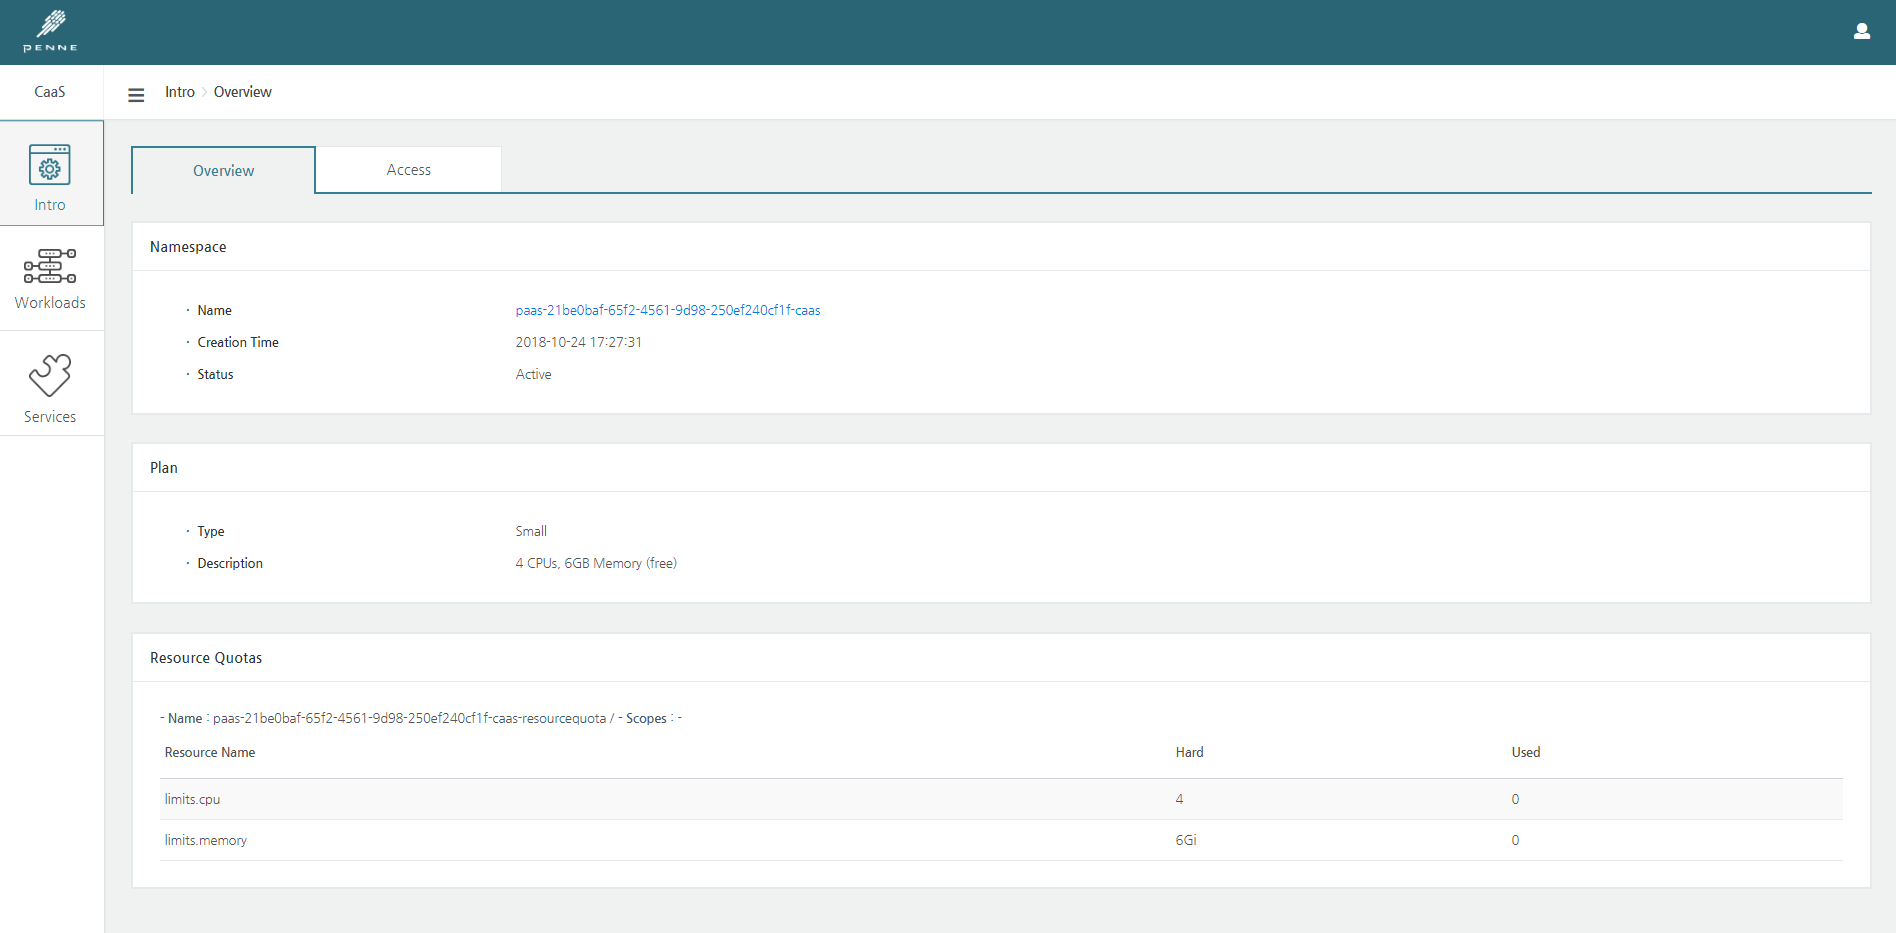 PENNE
CaaS
Intro > Overview
Intro
Workloads
Services
Overview
Access
Namespace
· Name paas-21be0baf-65f2-4561-9d98-250ef240cf1f-caas
· Creation Time 2018-10-24 17:27:31
· Status Active
Plan
· Type Small
· Description 4 CPUs, 6GB Memory (free)
Resource Quotas
- Name : paas-21be0baf-65f2-4561-9d98-250ef240cf1f-caas-resourcequota / - Scopes : -
Resource Name Hard Used
limits.cpu 4 0
limits.memory 6Gi 0